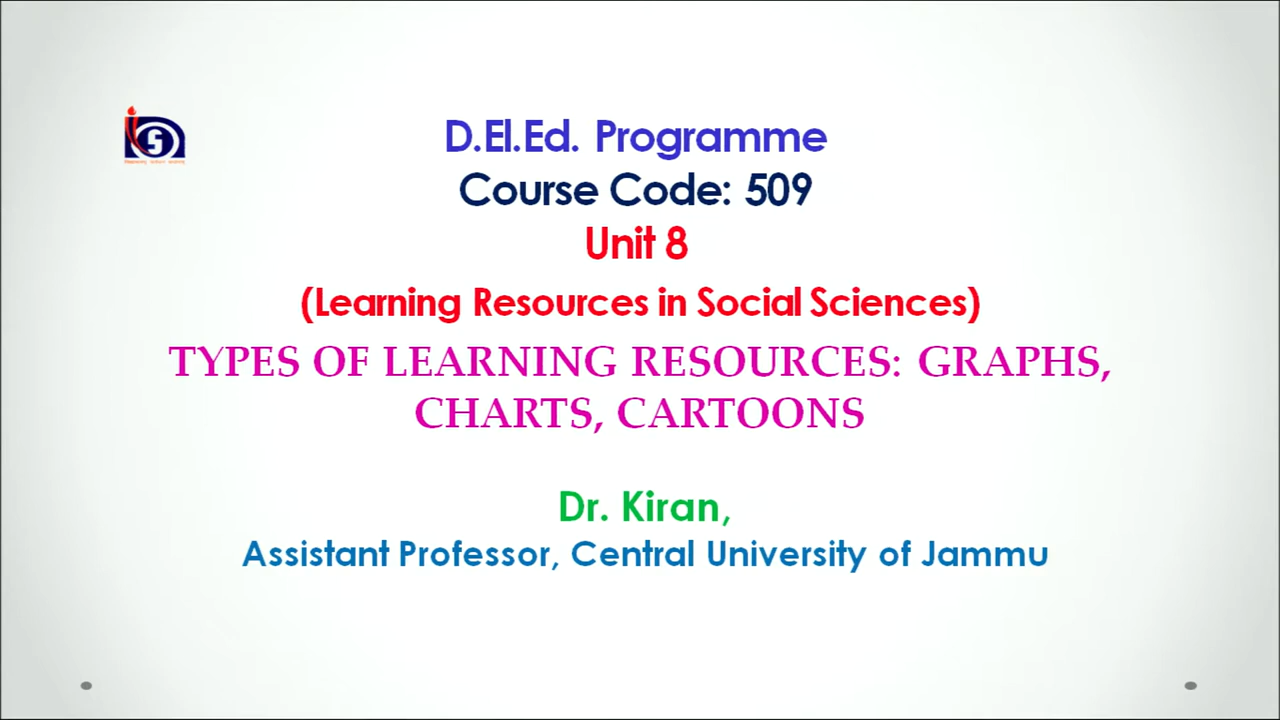 D.El.Ed. Programme
Course Code: 509
Unit 8
(Learning Resources in Social Sciences)
TYPES OF LEARNING RESOURCES: GRAPHS,
CHARTS, CARTOONS
Dr. Kiran,
Assistant Professor, Central University of Jammu